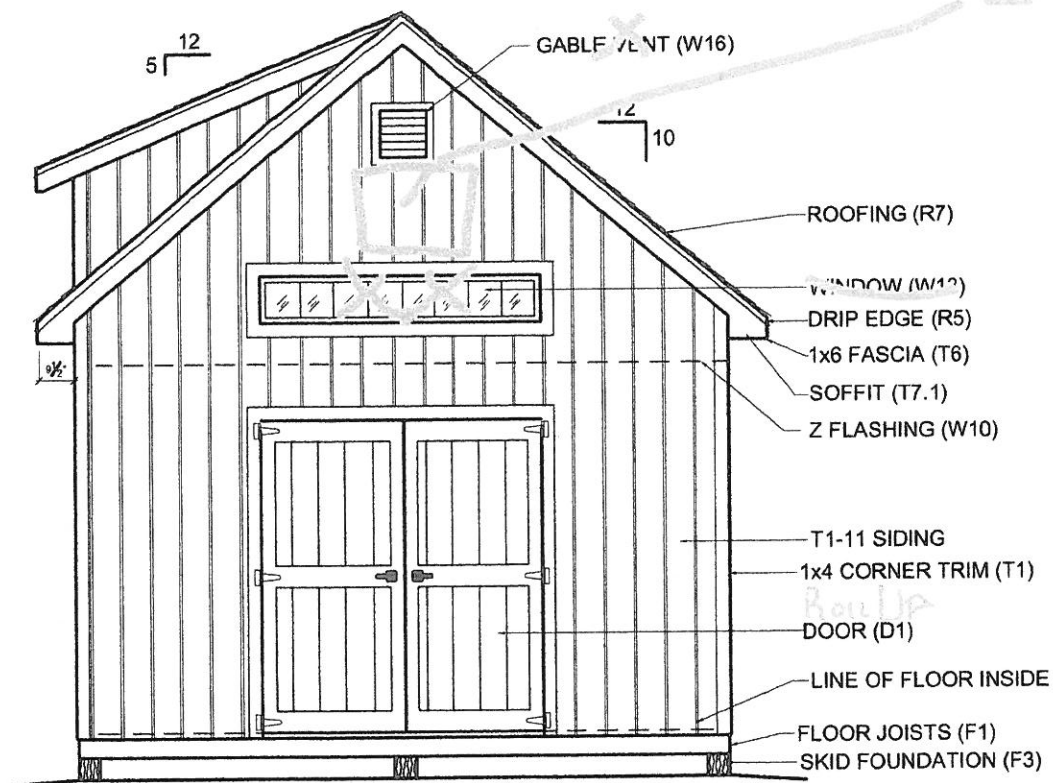 12
5
GABLE VENT (W16)
12
10
ROOFING (R7)
WINDOW (W12)
DRIP EDGE (R5)
1x6 FASCIA (T6)
9½"
SOFFIT (T7.1)
Z FLASHING (W10)
T1-11 SIDING
1x4 CORNER TRIM (T1)
Roll Up
DOOR (D1)
LINE OF FLOOR INSIDE
FLOOR JOISTS (F1)
SKID FOUNDATION (F3)